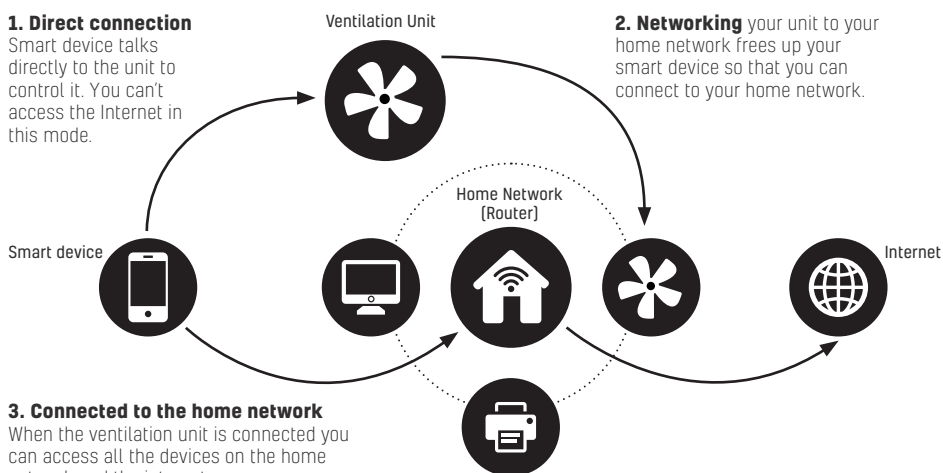 1. Direct connection
Smart device talks
directly to the unit to
control it. You can't
access the Internet in
this mode.
Ventilation Unit
2. Networking your unit to your
home network frees up your
smart device so that you can
connect to your home network.
Home Network
(Router)
Smart device
Internet
3. Connected to the home network
When the ventilation unit is connected you
can access all the devices on the home